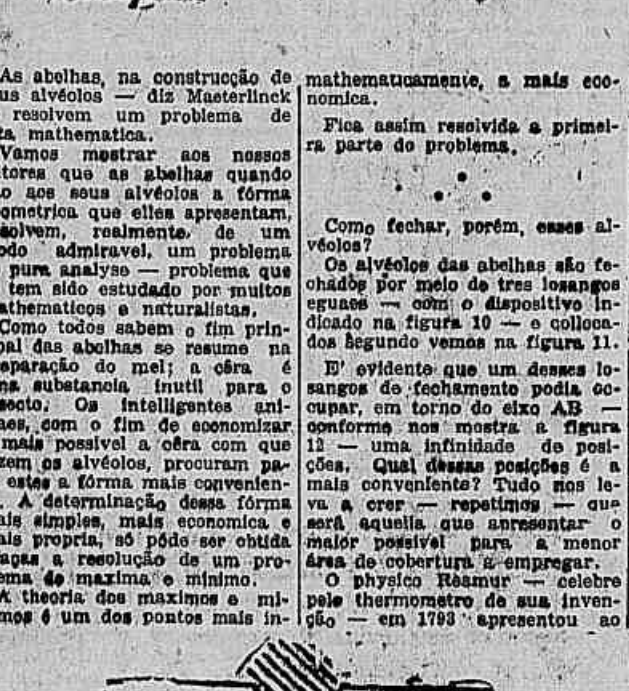 As abelhas, na construcção de
us alvéolos — diz Maeterlinck
resolvem um problema de
ta mathematica.
Vamos mostrar aos nossos
itores que as abelhas quando
o aos seus alvéolos a fórma
ometrica que elles apresentam,
solvem, realmente, de um
odo admiravel, um problema
pura analyse — problema que
tem sido estudado por muitos
athematicos e naturalistas.
Como todos sabem o fim prin-
pal das abelhas se resume na
eparação do mel; a cêra é
na substancia inutil para o
secto. Os intelligentes ani-
aes, com o fim de economizar
mais possivel a cêra com que
zem os alvéolos, procuram pa-
estes a fórma mais convenien-
. A determinação dessa fórma
ais simples, mais economica e
ais propria, só póde ser obtida
aças a resolução de um pro-
ema de maxima e minimo.
A theoria dos maximos e mi-
mos é um dos pontos mais in-
mathematicamente, a mais eco-
nomica.
Fica assim resolvida a primei-
ra parte do problema.
Como fechar, porém, esses al-
véolos?
Os alvéolos das abelhas são fe-
chados por meio de tres losangos
eguaes — com o dispositivo in-
dicado na figura 10 — e colloca-
dos segundo vemos na figura 11.
E' evidente que um desses lo-
sangos de fechamento podia oc-
cupar, em torno do eixo AB —
conforme nos mostra a figura
12 — uma infinidade de posi-
ções. Qual dessas posições é a
mais conveniente? Tudo nos le-
va a crer — repetimos — que
será aquella que apresentar o
maior possivel para a menor
área de cobertura a empregar.
O physico Réamur — celebre
pelo thermometro de sua inven-
ção — em 1793 apresentou ao